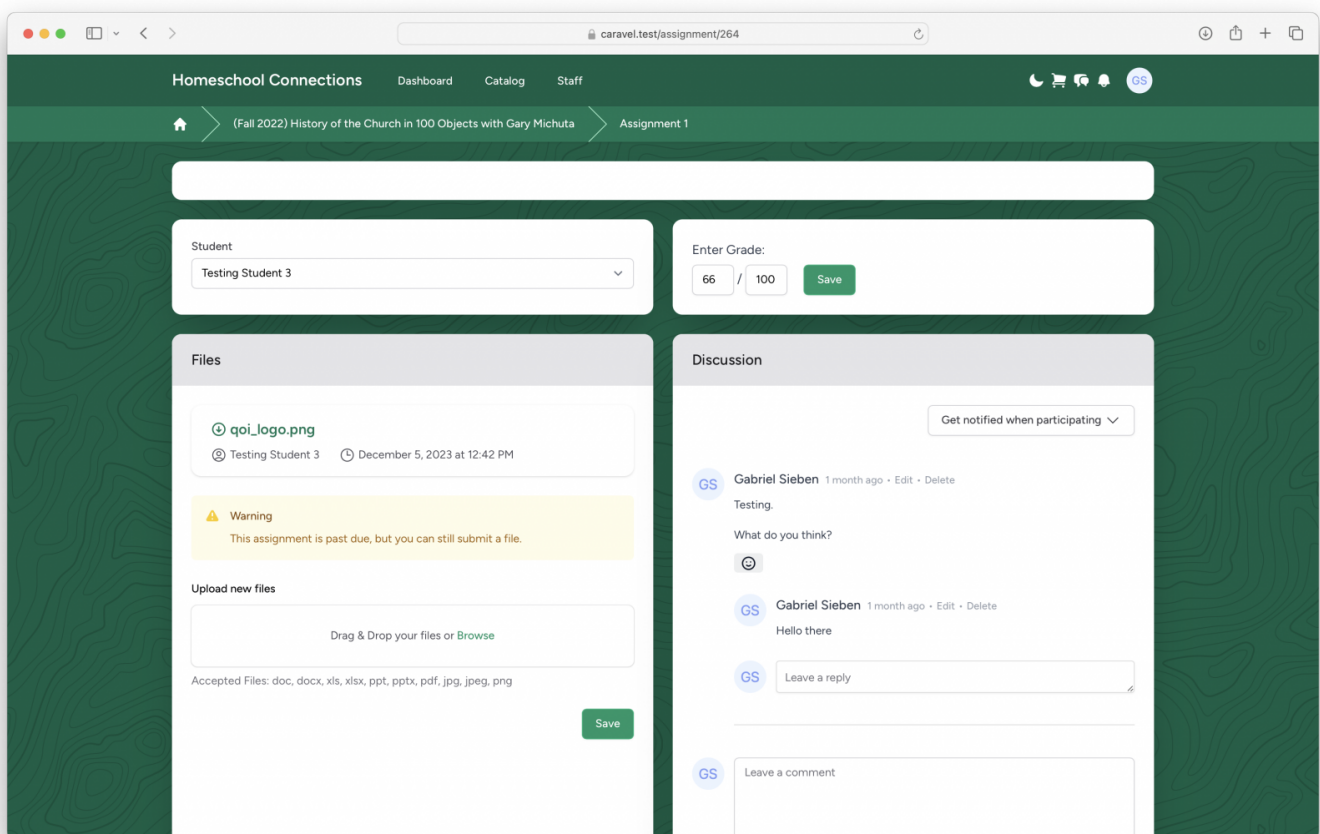 caravel.test/assignment/264
Homeschool Connections Dashboard Catalog Staff GS
(Fall 2022) History of the Church in 100 Objects with Gary Michuta Assignment 1
Student
Testing Student 3
Enter Grade:
66 / 100 Save
Files
qoi_logo.png
Testing Student 3 December 5, 2023 at 12:42 PM
Warning
This assignment is past due, but you can still submit a file.
Upload new files
Drag & Drop your files or Browse
Accepted Files: doc, docx, xls, xlsx, ppt, pptx, pdf, jpg, jpeg, png
Save
Discussion
Get notified when participating
GS Gabriel Sieben 1 month ago • Edit • Delete
Testing.
What do you think?
GS Gabriel Sieben 1 month ago • Edit • Delete
Hello there
GS Leave a reply
GS Leave a comment